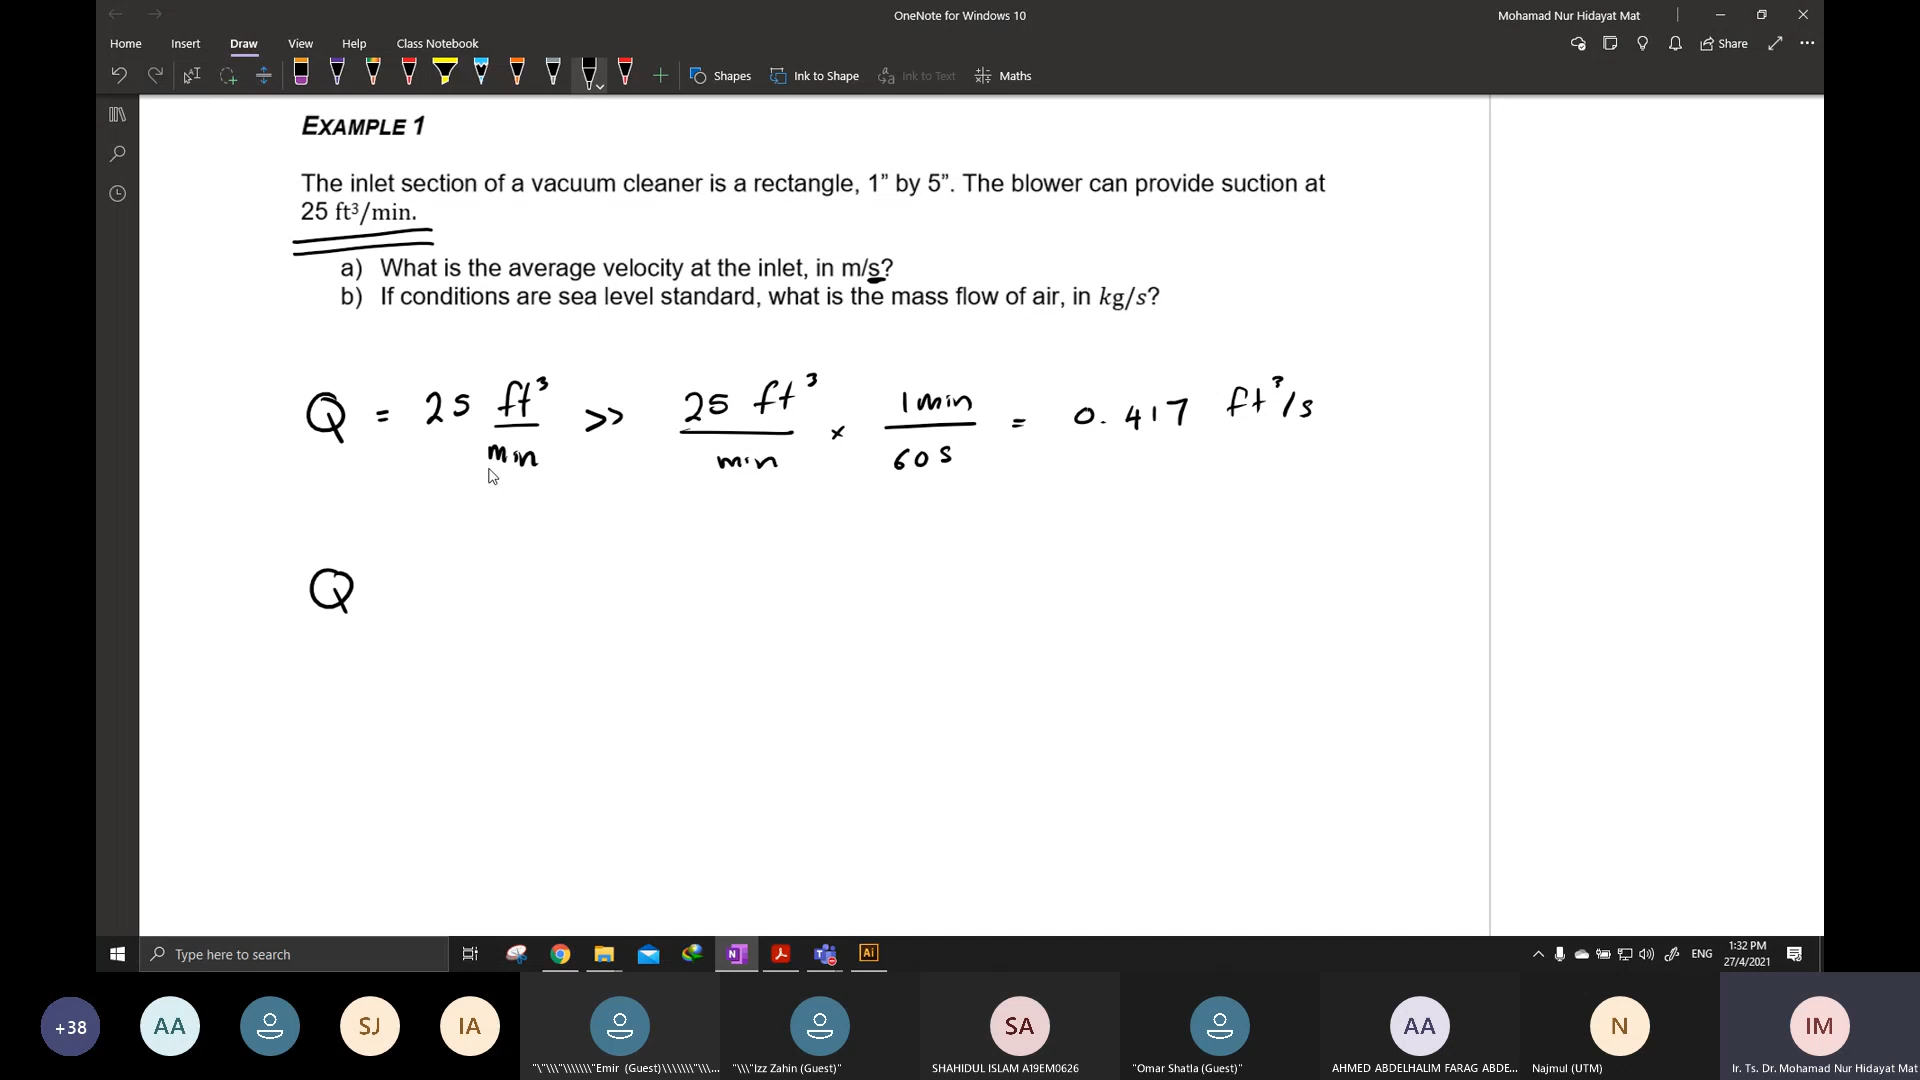 OneNote for Windows 10
Mohamad Nur Hidayat Mat
Home Insert Draw View Help Class Notebook
Share
Shapes Ink to Shape Ink to Text Maths
EXAMPLE 1
The inlet section of a vacuum cleaner is a rectangle, 1” by 5”. The blower can provide suction at
25 ft³/min.
a) What is the average velocity at the inlet, in m/s?
b) If conditions are sea level standard, what is the mass flow of air, in kg/s?
Q = 25 ft³/min >> 25 ft³/min × 1min/60s = 0.417 ft³/s
Q
Type here to search
N
Ai
ENG
1:32 PM
27/4/2021
+38 AA SJ IA SA AA N IM
"\"\\\"\\\\\\\"Emir (Guest)\\\\\\\"\\... "\\\"Izz Zahin (Guest)" SHAHIDUL ISLAM A19EM0626 "Omar Shatla (Guest)" AHMED ABDELHALIM FARAG ABDE... Najmul (UTM) Ir. Ts. Dr. Mohamad Nur Hidayat Mat